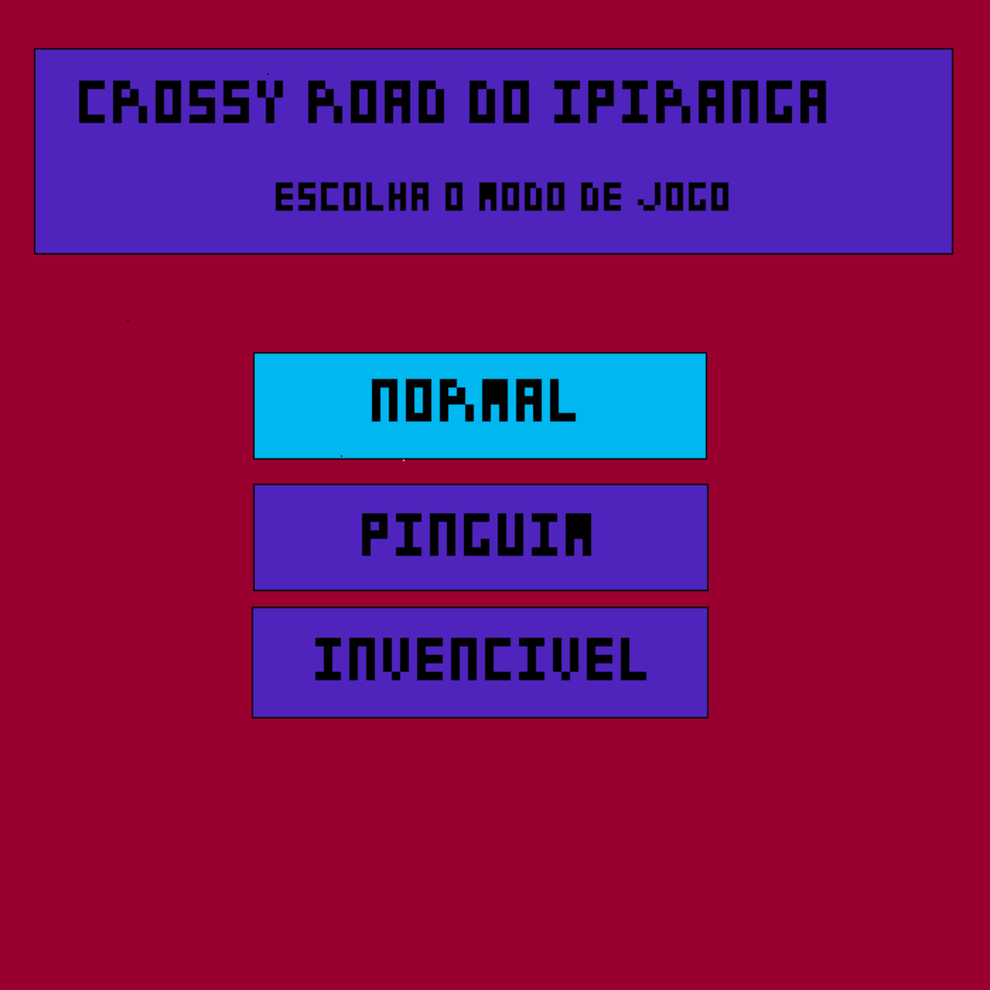 CROSSY ROAD DO IPIRANGA
ESCOLHA O MODO DE JOGO
NORMAL
PINGUIM
INVENCIVEL